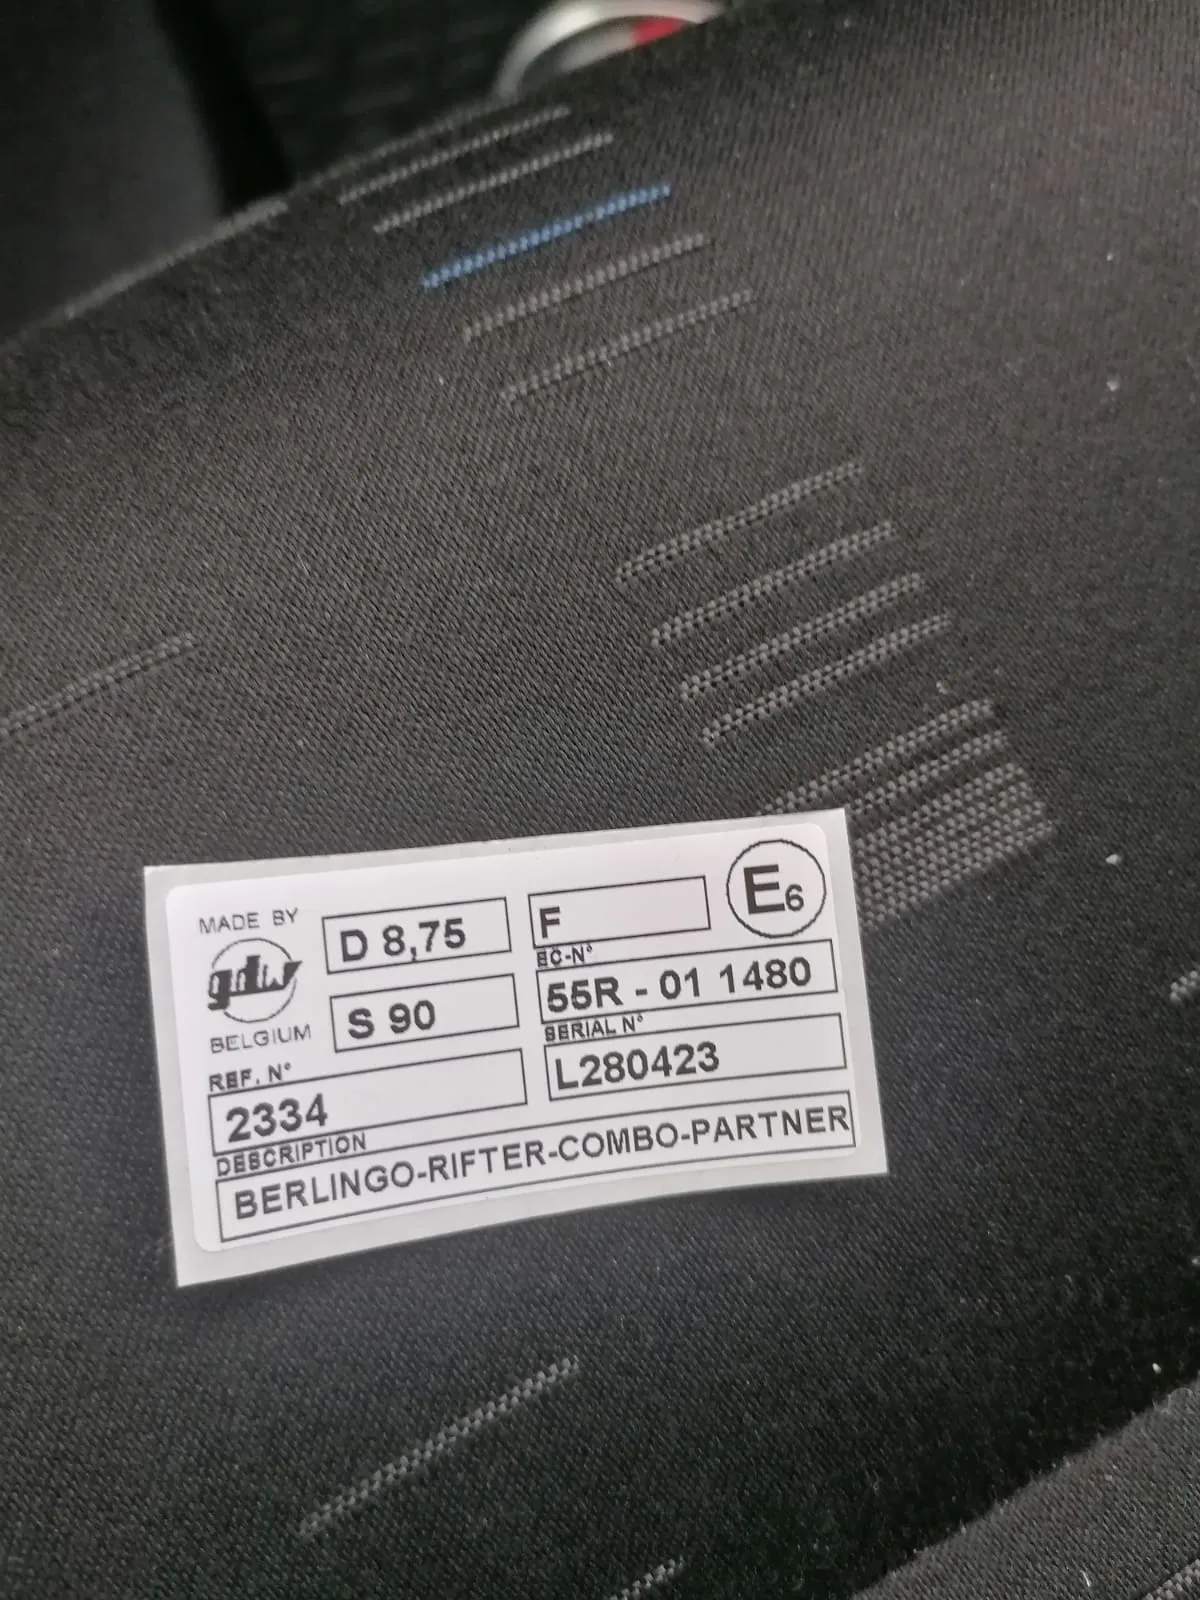 MADE BY
gdw
BELGIUM
D 8,75
S 90
F
E6
EC-N°
55R - 01 1480
SERIAL N°
L280423
REF. N°
2334
DESCRIPTION
BERLINGO-RIFTER-COMBO-PARTNER